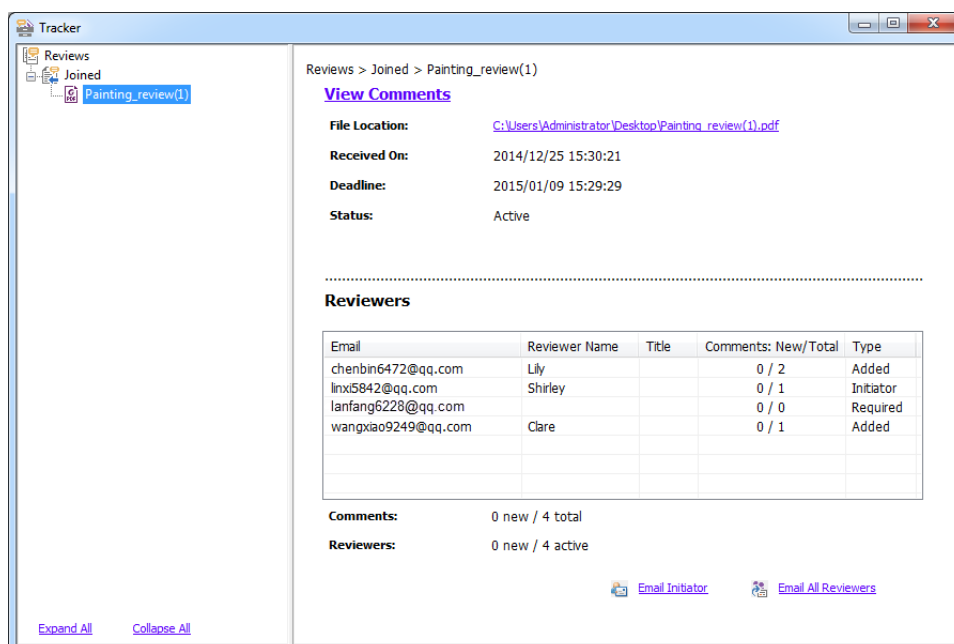 Tracker
Reviews
Joined
Painting_review(1)
Expand All Collapse All
Reviews > Joined > Painting_review(1)
View Comments
File Location: C:\Users\Administrator\Desktop\Painting_review(1).pdf
Received On: 2014/12/25 15:30:21
Deadline: 2015/01/09 15:29:29
Status: Active
Reviewers
Email Reviewer Name Title Comments: New/Total Type
chenbin6472@qq.com Lily 0 / 2 Added
linxi5842@qq.com Shirley 0 / 1 Initiator
lanfang6228@qq.com 0 / 0 Required
wangxiao9249@qq.com Clare 0 / 1 Added
Comments: 0 new / 4 total
Reviewers: 0 new / 4 active
Email Initiator Email All Reviewers